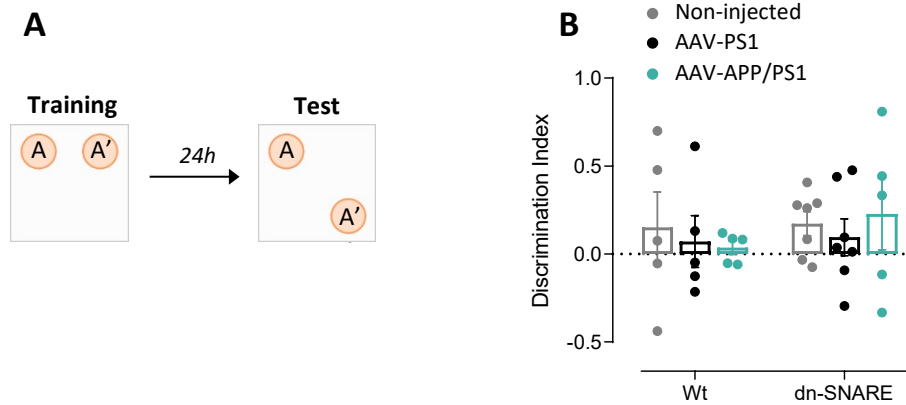 A
Training
Test
A
A'
24h
A
A'
B
Non-injected
AAV-PS1
AAV-APP/PS1
Discrimination Index
1.0
0.5
0.0
-0.5
Wt
dn-SNARE